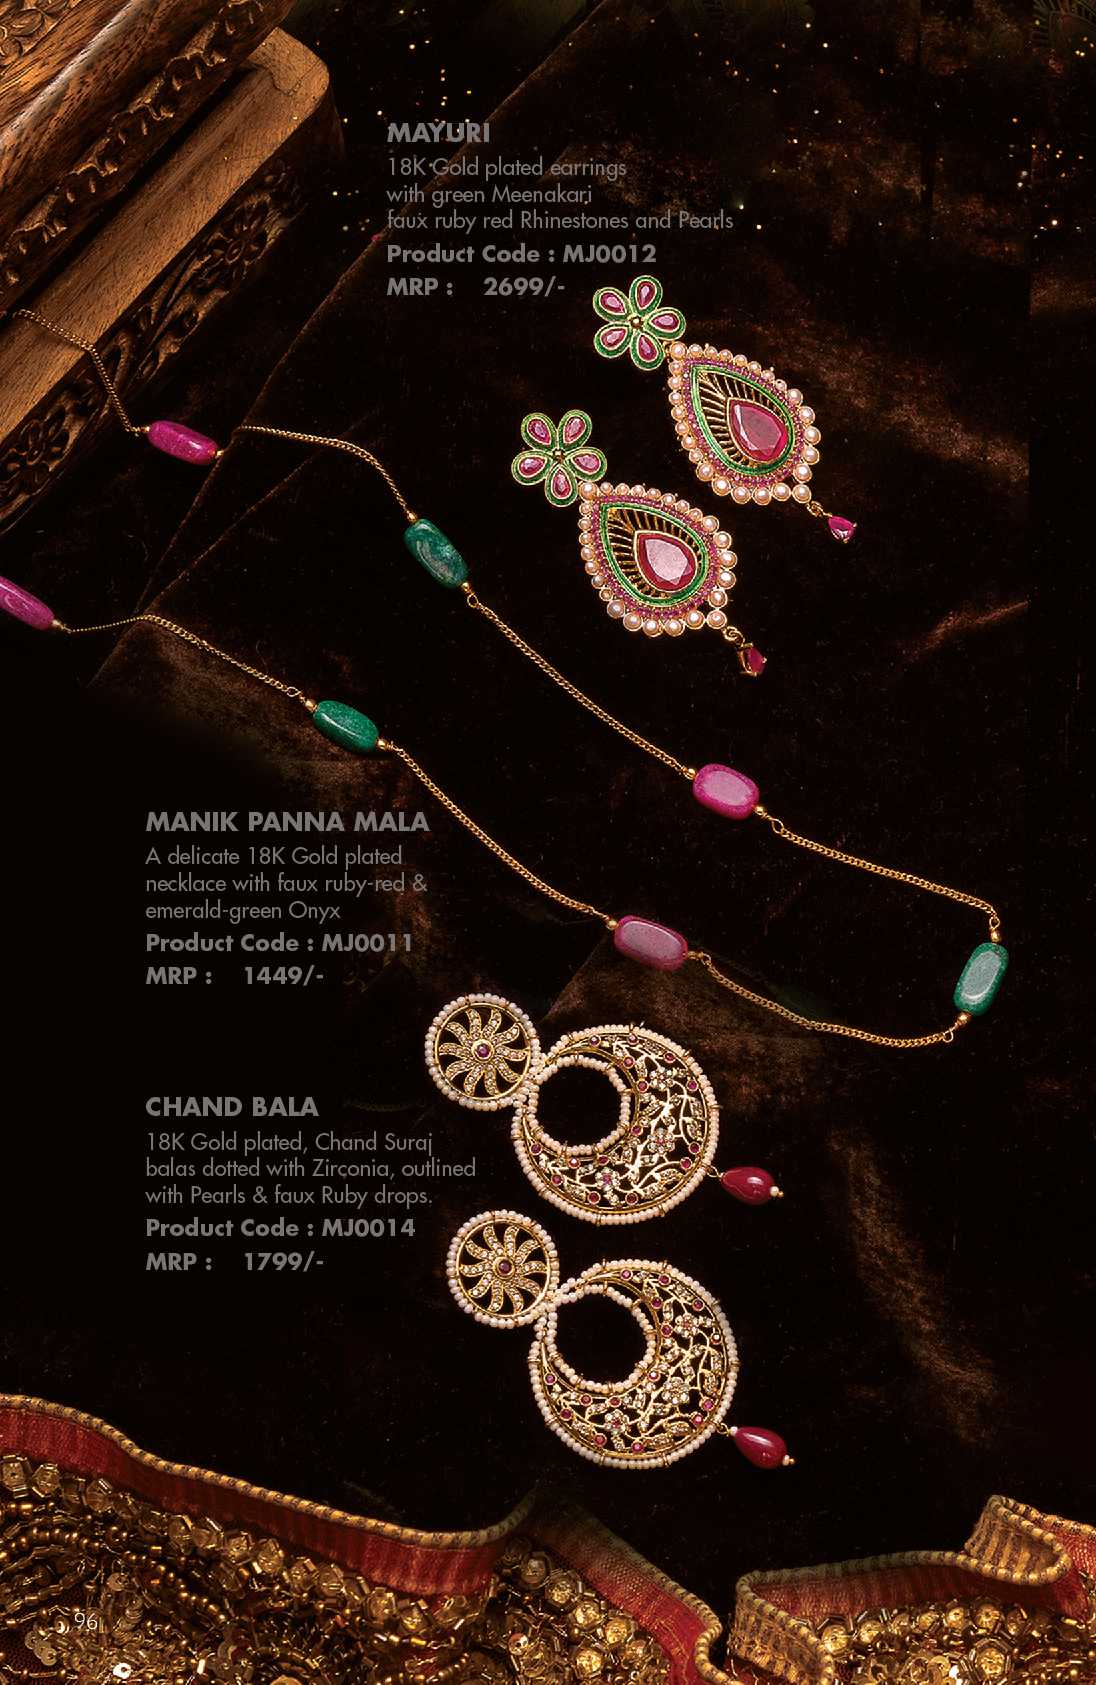 MAYURI
18K Gold plated earrings
with green Meenakari
faux ruby red Rhinestones and Pearls
Product Code : MJ0012
MRP : 2699/-
MANIK PANNA MALA
A delicate 18K Gold plated
necklace with faux ruby-red &
emerald-green Onyx
Product Code : MJ0011
MRP : 1449/-
CHAND BALA
18K Gold plated, Chand Suraj
balas dotted with Zirconia, outlined
with Pearls & faux Ruby drops.
Product Code : MJ0014
MRP : 1799/-
96